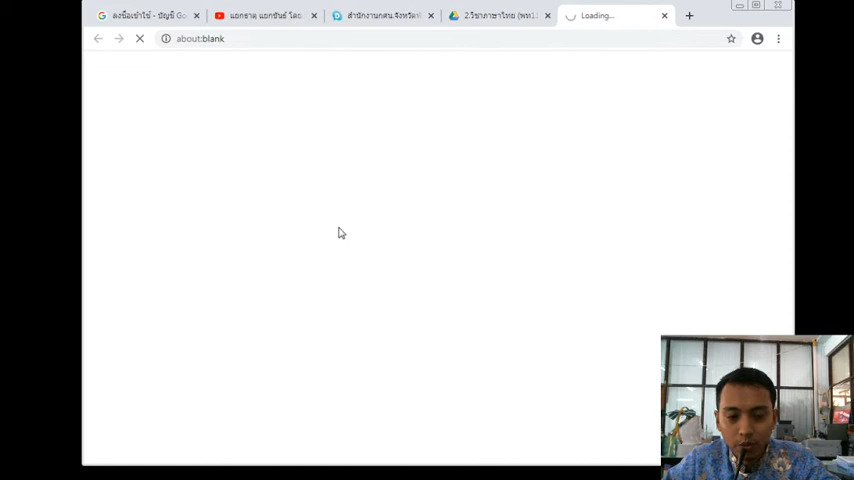 ลงชื่อเข้าใช้ - บัญชี Go
แยกธาตุ แยกขันธ์ โดย
สำนักงานกศน.จังหวัด
2.วิชาภาษาไทย (พท1
Loading...
about:blank